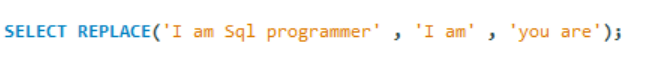 SELECT REPLACE('I am Sql programmer' , 'I am' , 'you are');